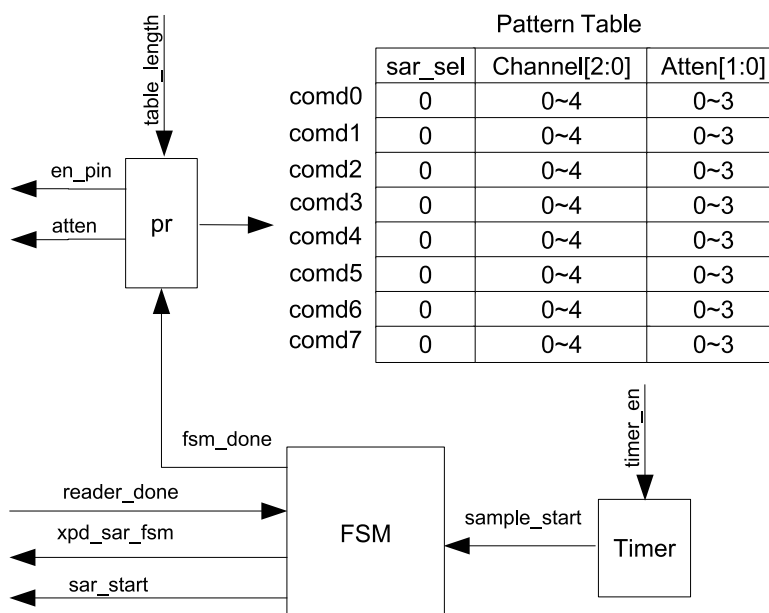 Pattern Table
sar_sel Channel[2:0] Atten[1:0]
comd0 0 0~4 0~3
comd1 0 0~4 0~3
comd2 0 0~4 0~3
comd3 0 0~4 0~3
comd4 0 0~4 0~3
comd5 0 0~4 0~3
comd6 0 0~4 0~3
comd7 0 0~4 0~3
table_length
en_pin
atten
pr
fsm_done
timer_en
reader_done
xpd_sar_fsm
sar_start
FSM
sample_start
Timer